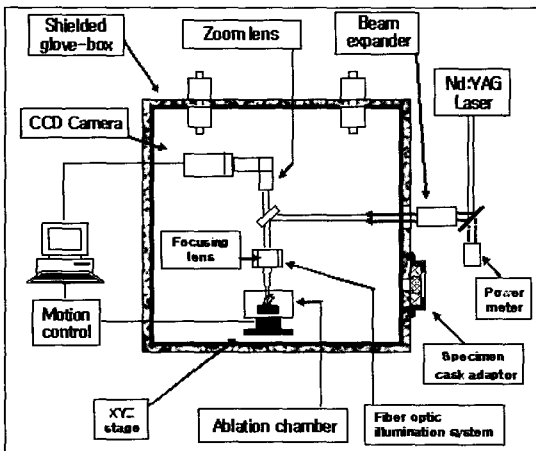 Shielded
glove-box
Zoom lens
Beam
expander
Nd:YAG
Laser
CCD Camera
Focusing
lens
Motion
control
Power
meter
Specimen
cask adaptor
XYZ
stage
Ablation chamber
Fiber optic
illumination system